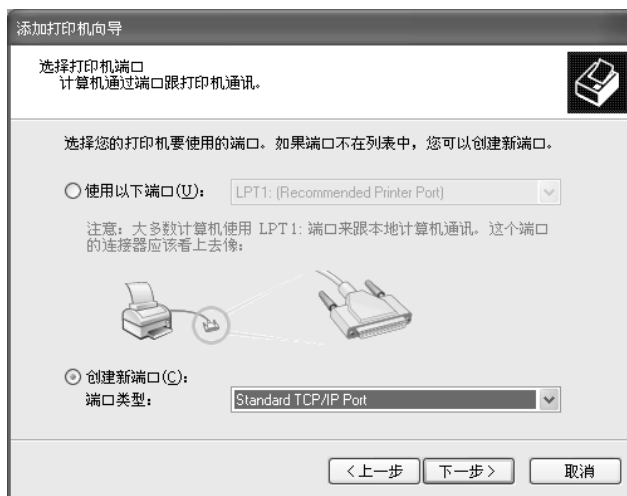 添加打印机向导
选择打印机端口
计算机通过端口跟打印机通讯。
选择您的打印机要使用的端口。如果端口不在列表中，您可以创建新端口。
使用以下端口(U)： LPT1: (Recommended Printer Port)
注意：大多数计算机使用 LPT1: 端口来跟本地计算机通讯。这个端口
的连接器应该看上去像：
创建新端口(C)：
端口类型： Standard TCP/IP Port
<上一步 下一步> 取消